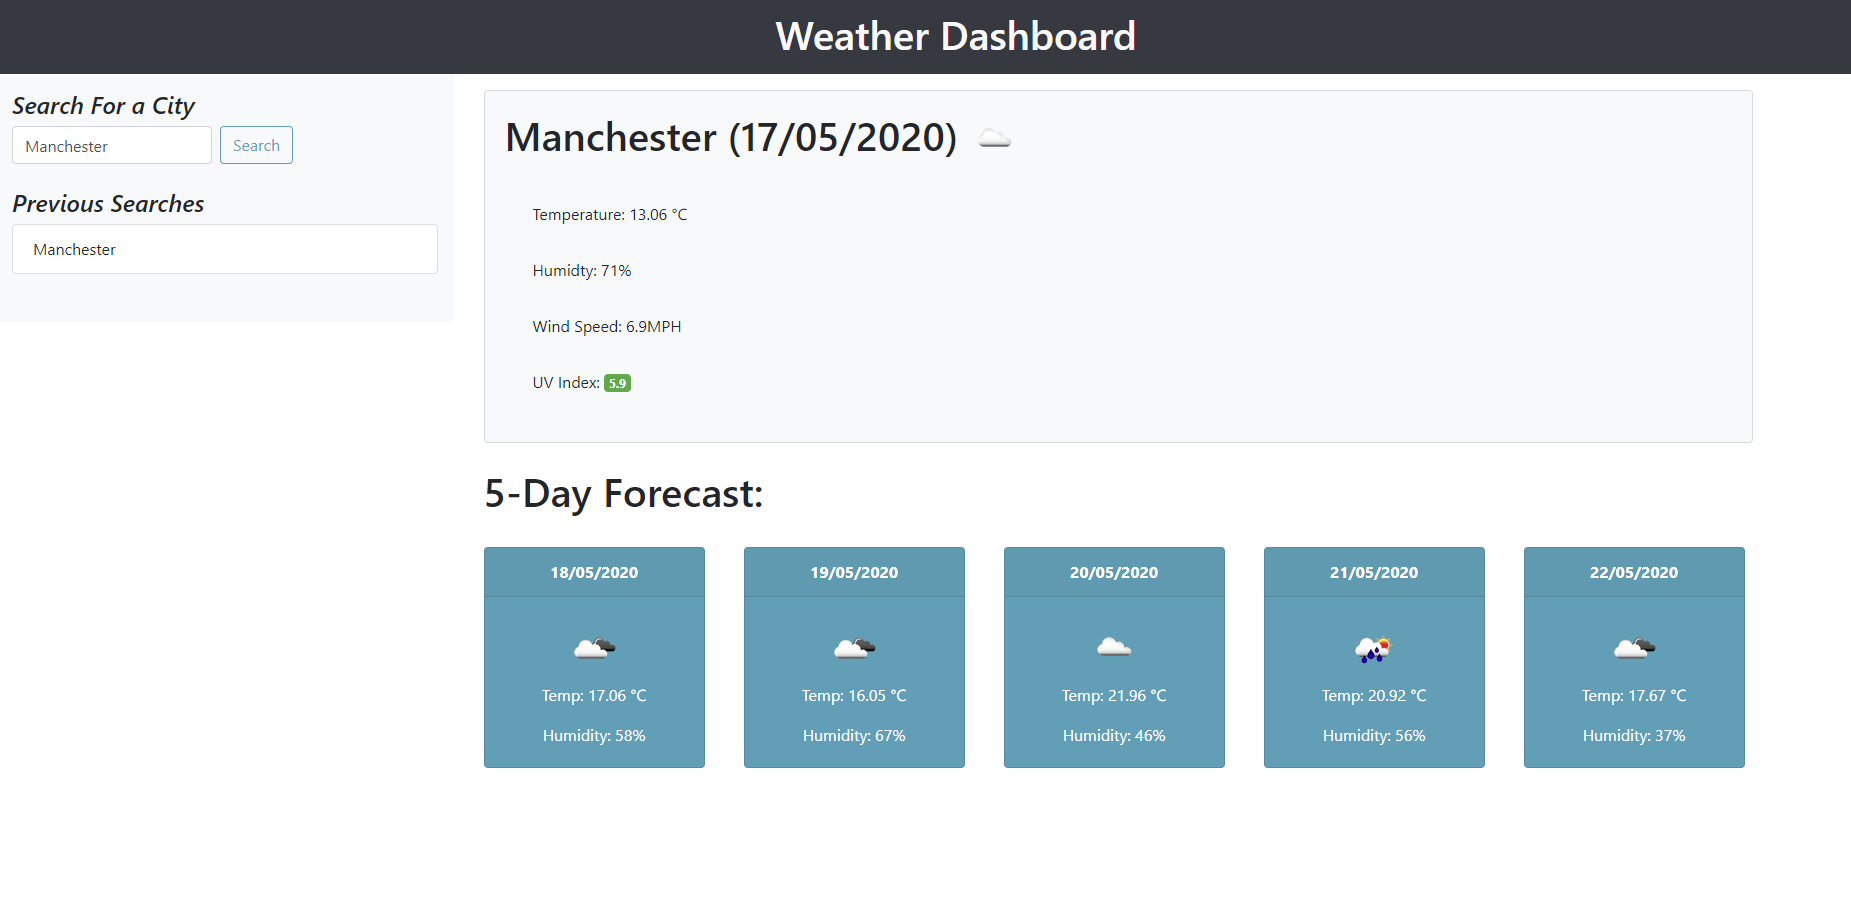 Weather Dashboard
Search For a City
Manchester
Search
Previous Searches
Manchester
Manchester (17/05/2020)
Temperature: 13.06 °C
Humidty: 71%
Wind Speed: 6.9MPH
UV Index: 5.9
5-Day Forecast:
18/05/2020
Temp: 17.06 °C
Humidity: 58%
19/05/2020
Temp: 16.05 °C
Humidity: 67%
20/05/2020
Temp: 21.96 °C
Humidity: 46%
21/05/2020
Temp: 20.92 °C
Humidity: 56%
22/05/2020
Temp: 17.67 °C
Humidity: 37%